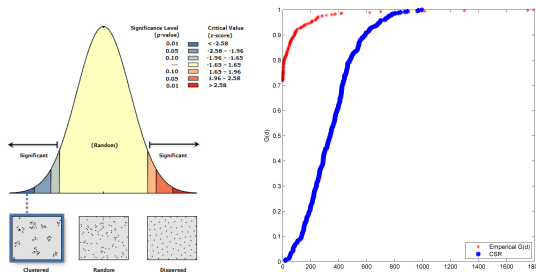 Significance Level Critical Value
(p-value) (z-score)
0.01 < -2.58
0.05 -2.58 – -1.96
0.10 -1.96 – -1.65
--- -1.65 – 1.65
0.10 1.65 – 1.96
0.05 1.96 – 2.58
0.01 > 2.58
Significant (Random) Significant
Clustered Random Dispersed
1
0.9
0.8
0.7
0.6
0.5
0.4
0.3
0.2
0.1
0
G(d)
0 200 400 600 800 1000 1200 1400 1600 1800
Emperical G(d)
CSR